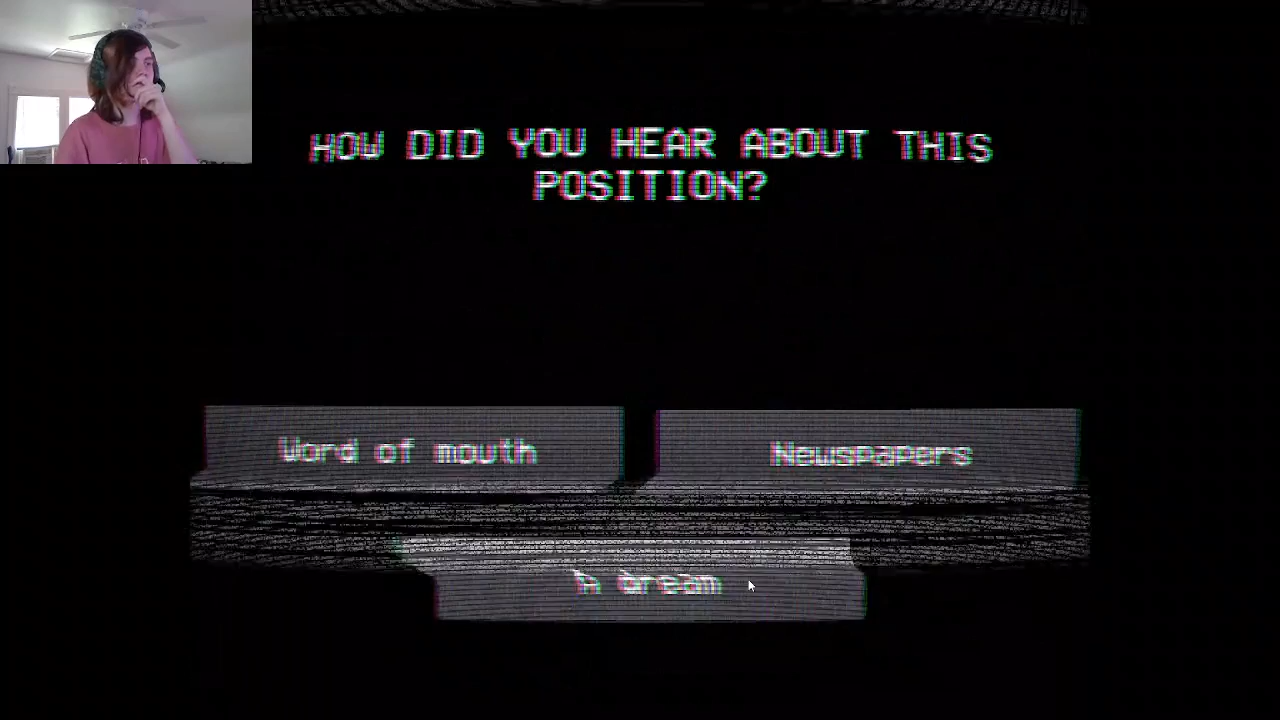 HOW DID YOU HEAR ABOUT THIS
POSITION?
Word of mouth
Newspapers
A dream